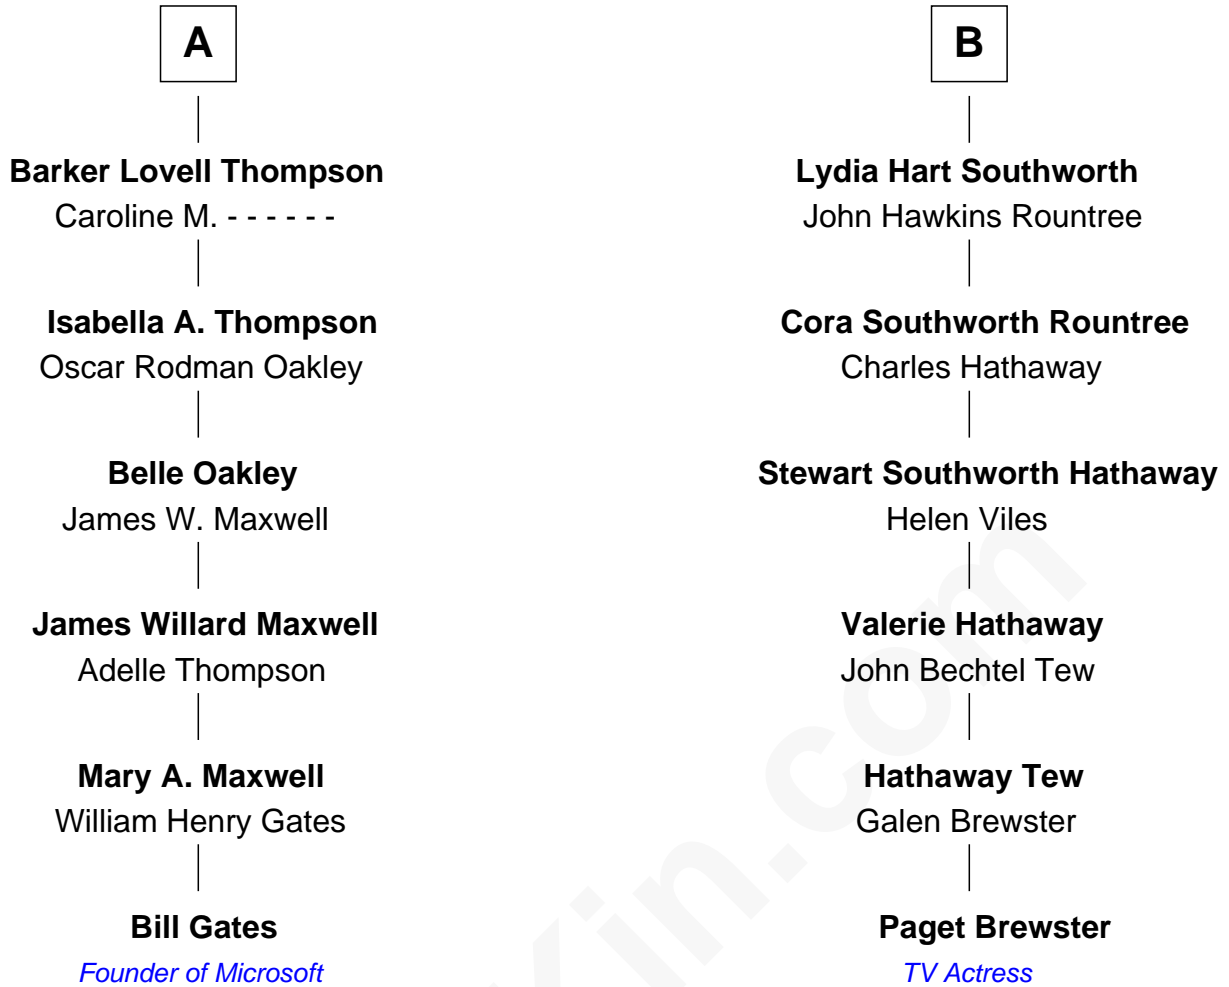 A
Barker Lovell Thompson
Caroline M. - - - - - -
Isabella A. Thompson
Oscar Rodman Oakley
Belle Oakley
James W. Maxwell
James Willard Maxwell
Adelle Thompson
Mary A. Maxwell
William Henry Gates
Bill Gates
Founder of Microsoft
B
Lydia Hart Southworth
John Hawkins Rountree
Cora Southworth Rountree
Charles Hathaway
Stewart Southworth Hathaway
Helen Viles
Valerie Hathaway
John Bechtel Tew
Hathaway Tew
Galen Brewster
Paget Brewster
TV Actress
Kin.com